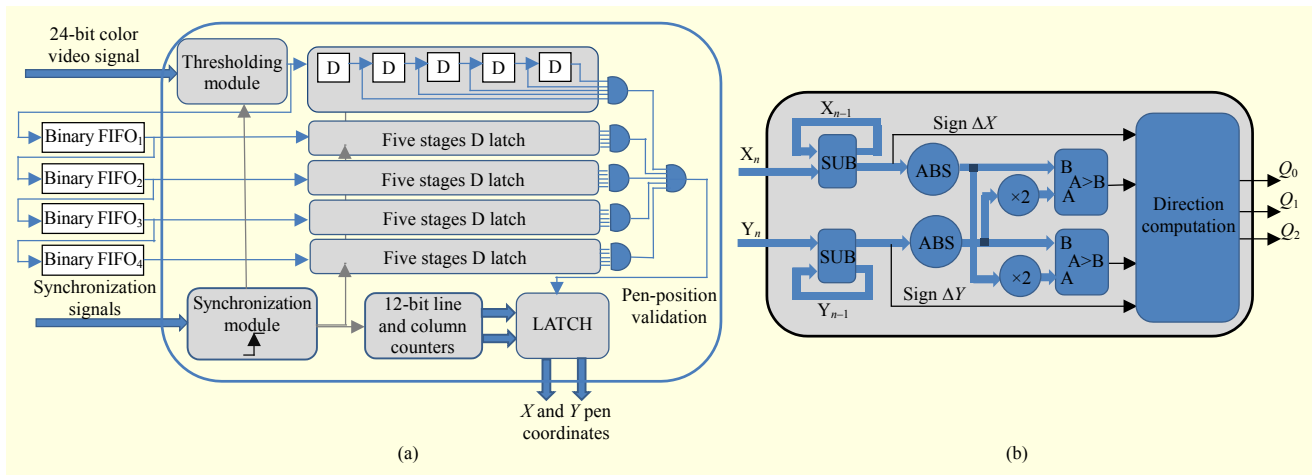 24-bit color
video signal
Thresholding
module
D D D D D
Binary FIFO1
Five stages D latch
Binary FIFO2
Five stages D latch
Binary FIFO3
Five stages D latch
Binary FIFO4
Five stages D latch
Synchronization
signals
Synchronization
module
12-bit line
and column
counters
LATCH
Pen-position
validation
X and Y pen
coordinates
(a)
Xn–1
Sign ΔX
Xn
SUB
ABS
B
A>B
A
×2
Yn
SUB
ABS
B
A>B
A
×2
Yn–1
Sign ΔY
Direction
computation
Q0
Q1
Q2
(b)